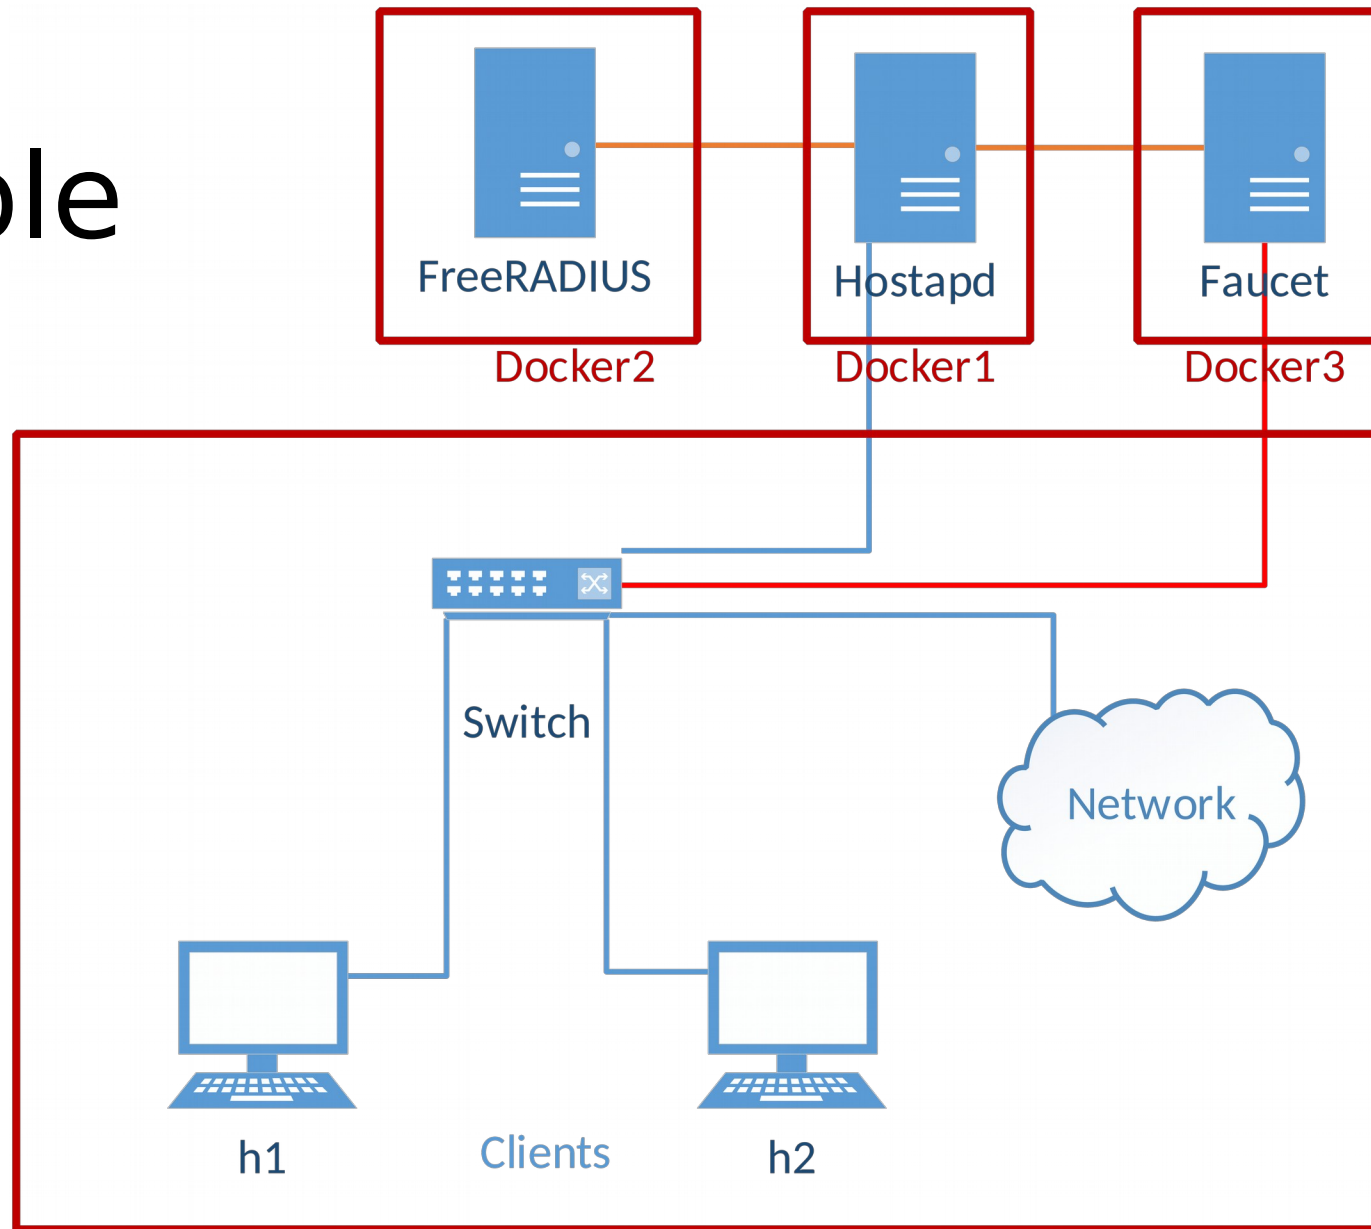 ple
FreeRADIUS
Hostapd
Faucet
Docker2
Docker1
Docker3
Switch
Network
h1
Clients
h2